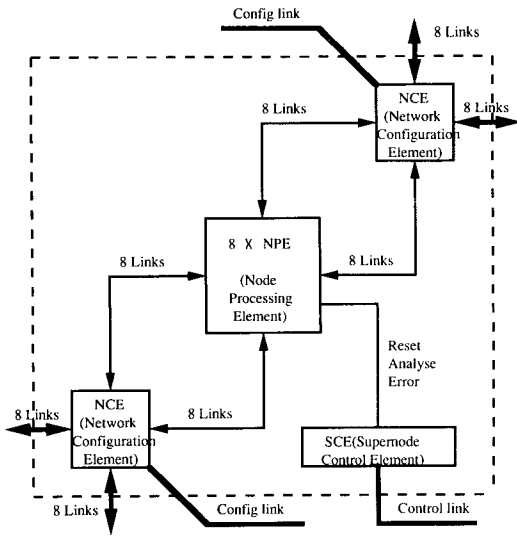 Config link
8 Links
NCE
(Network
Configuration
Element)
8 Links
8 Links
8 X NPE
(Node
Processing
Element)
8 Links
8 Links
Reset
Analyse
Error
NCE
(Network
Configuration
Element)
8 Links
8 Links
SCE(Supernode
Control Element)
8 Links
Config link
Control link